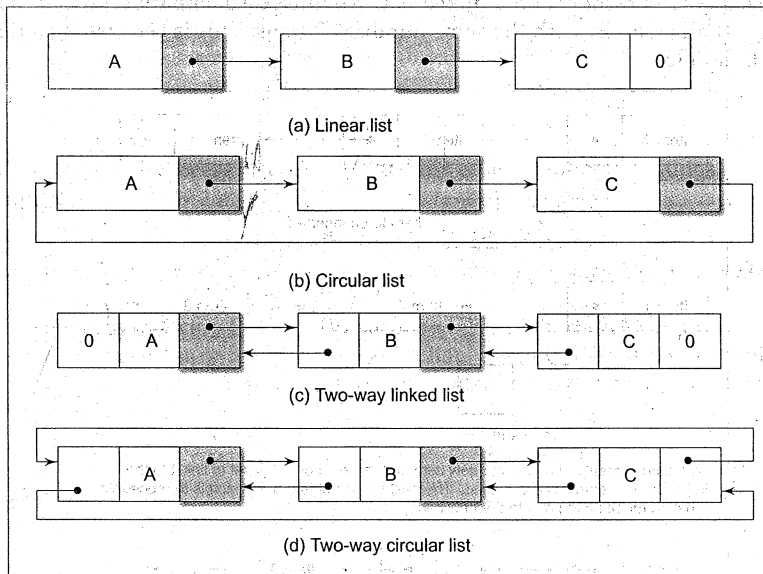 A B C 0
(a) Linear list
A B C
(b) Circular list
0 A B C 0
(c) Two-way linked list
A B C
(d) Two-way circular list